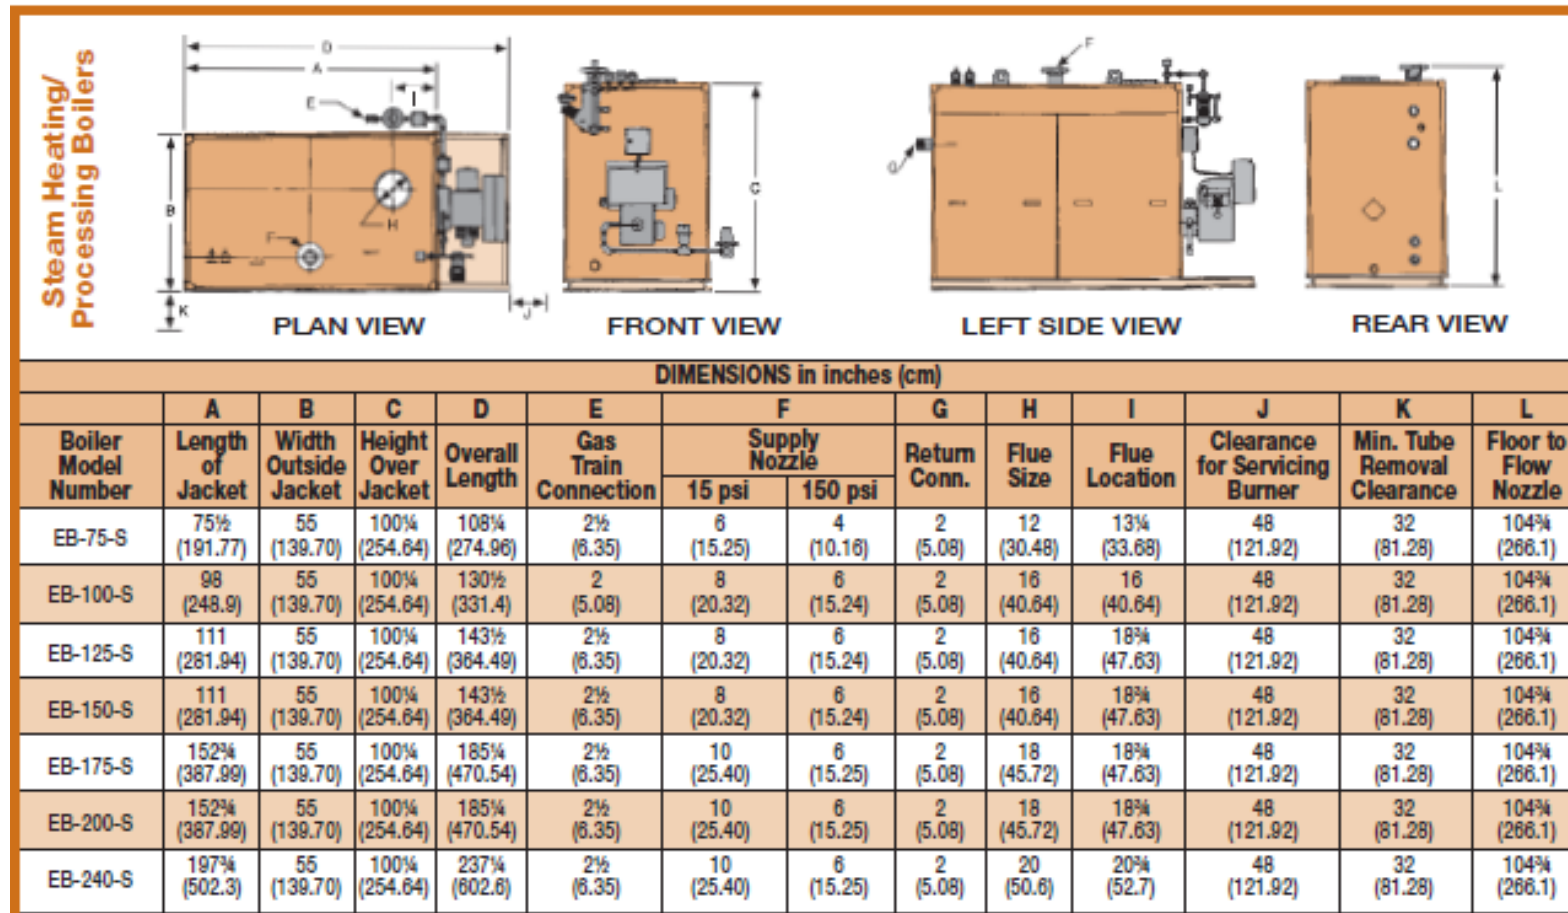 Steam Heating/
Processing Boilers
D
A
I
E
B
H
F
K
J
PLAN VIEW
C
FRONT VIEW
F
G
LEFT SIDE VIEW
L
REAR VIEW
DIMENSIONS in inches (cm)
A B C D E F G H I J K L
Boiler Model Number Length of Jacket Width Outside Jacket Height Over Jacket Overall Length Gas Train Connection Supply Nozzle Return Conn. Flue Size Flue Location Clearance for Servicing Burner Min. Tube Removal Clearance Floor to Flow Nozzle
15 psi 150 psi
EB-75-S 75½ 55 100¼ 108¼ 2½ 6 4 2 12 13¼ 48 32 104¾
(191.77) (139.70) (254.64) (274.96) (6.35) (15.25) (10.16) (5.08) (30.48) (33.68) (121.92) (81.28) (266.1)
EB-100-S 98 55 100¼ 130½ 2 8 6 2 16 16 48 32 104¾
(248.9) (139.70) (254.64) (331.4) (5.08) (20.32) (15.24) (5.08) (40.64) (40.64) (121.92) (81.28) (266.1)
EB-125-S 111 55 100¼ 143½ 2½ 8 6 2 16 18¾ 48 32 104¾
(281.94) (139.70) (254.64) (364.49) (6.35) (20.32) (15.24) (5.08) (40.64) (47.63) (121.92) (81.28) (266.1)
EB-150-S 111 55 100¼ 143½ 2½ 8 6 2 16 18¾ 48 32 104¾
(281.94) (139.70) (254.64) (364.49) (6.35) (20.32) (15.24) (5.08) (40.64) (47.63) (121.92) (81.28) (266.1)
EB-175-S 152¾ 55 100¼ 185¼ 2½ 10 6 2 18 18¾ 48 32 104¾
(387.99) (139.70) (254.64) (470.54) (6.35) (25.40) (15.25) (5.08) (45.72) (47.63) (121.92) (81.28) (266.1)
EB-200-S 152¾ 55 100¼ 185¼ 2½ 10 6 2 18 18¾ 48 32 104¾
(387.99) (139.70) (254.64) (470.54) (6.35) (25.40) (15.25) (5.08) (45.72) (47.63) (121.92) (81.28) (266.1)
EB-240-S 197¾ 55 100¼ 237¼ 2½ 10 6 2 20 20¾ 48 32 104¾
(502.3) (139.70) (254.64) (602.6) (6.35) (25.40) (15.25) (5.08) (50.6) (52.7) (121.92) (81.28) (266.1)